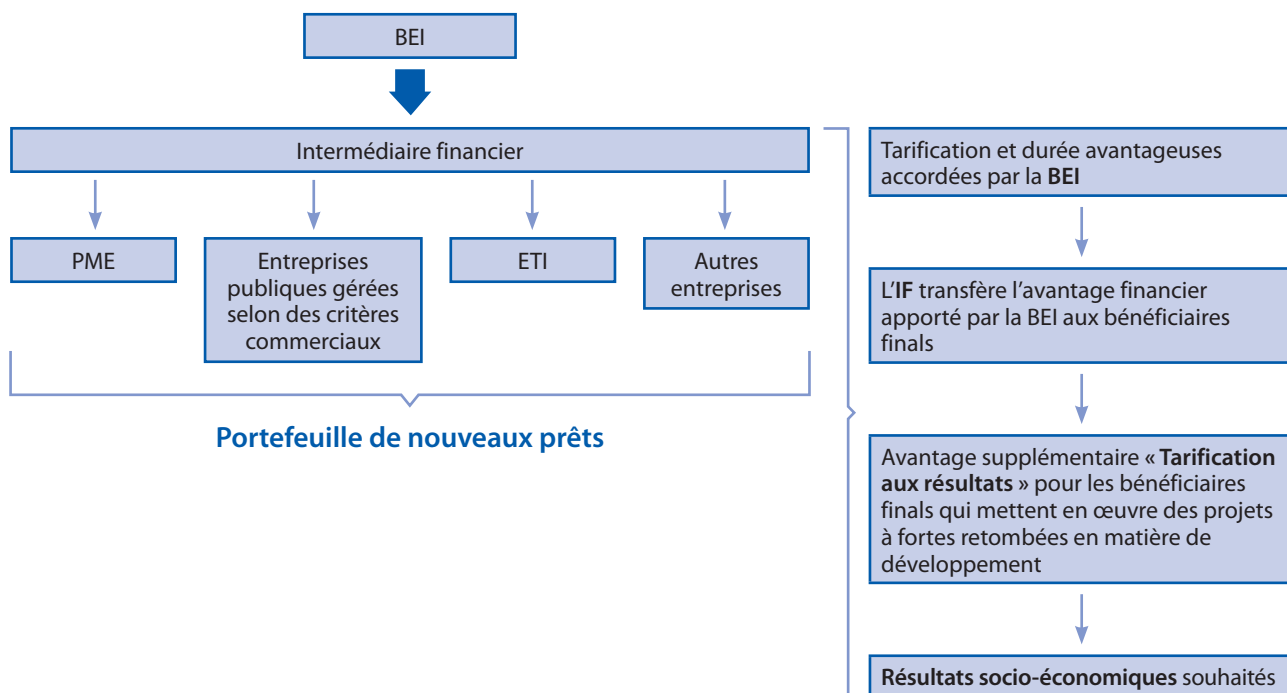 BEI
Intermédiaire financier
PME
Entreprises
publiques gérées
selon des critères
commerciaux
ETI
Autres
entreprises
Portefeuille de nouveaux prêts
Tarification et durée avantageuses
accordées par la BEI
L’IF transfère l’avantage financier
apporté par la BEI aux bénéficiaires
finals
Avantage supplémentaire « Tarification
aux résultats » pour les bénéficiaires
finals qui mettent en œuvre des projets
à fortes retombées en matière de
développement
Résultats socio-économiques souhaités